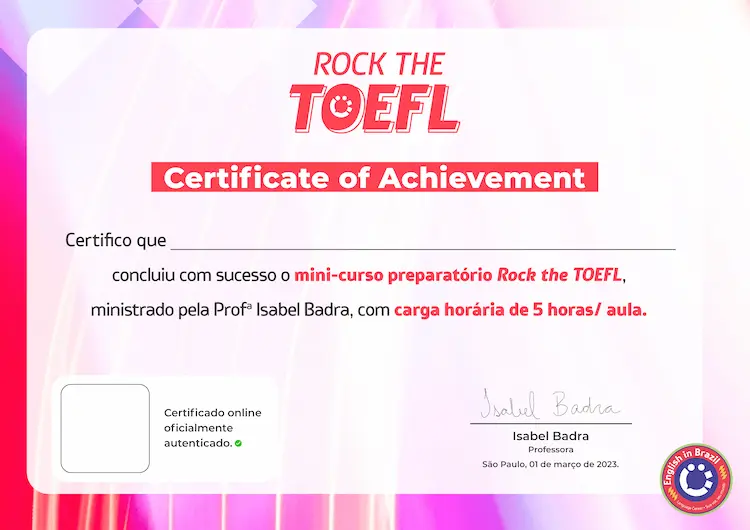 ROCK THE
TOEFL
Certificate of Achievement
Certifico que
concluiu com sucesso o mini-curso preparatório Rock the TOEFL,
ministrado pela Profª Isabel Badra, com carga horária de 5 horas/ aula.
Certificado online
oficialmente
autenticado.
Isabel Badra
Isabel Badra
Professora
São Paulo, 01 de março de 2023.
English in Brazil